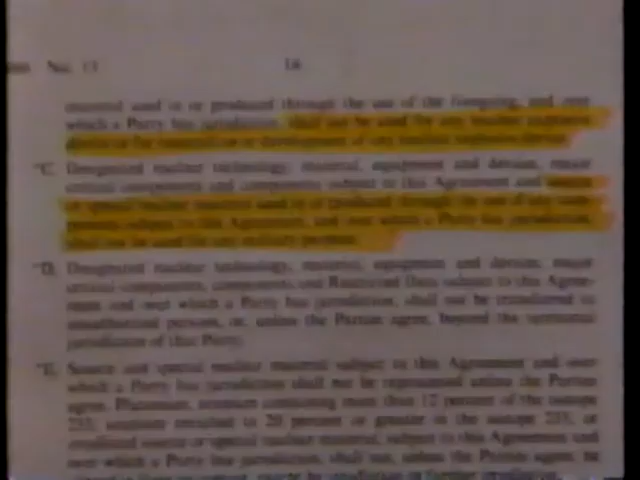 No. 13 18
material used in or produced through the use of the foregoing, and over
which a Party has jurisdiction, shall not be used for any nuclear explosive
device or for research on or development of any nuclear explosive device.
"C. Designated nuclear technology, material, equipment and devices, major
critical components and components subject to this Agreement and source
or special nuclear material used in or produced through the use of any such
subject to this Agreement, and over which a Party has jurisdiction,
shall not be used for any military purpose.
"D. Designated nuclear technology, material, equipment and devices, major
critical components, components, and Restricted Data subject to this Agree-
ment and over which a Party has jurisdiction, shall not be transferred to
unauthorized persons, or, unless the Parties agree, beyond the territorial
jurisdiction of that Party.
"E. Source and special nuclear material subject to this Agreement and over
which a Party has jurisdiction shall not be reprocessed unless the Parties
agree. Plutonium, uranium containing more than 12 percent of the isotope
233, uranium enriched to 20 percent or greater in the isotope 235, or
irradiated source or special nuclear material, subject to this Agreement and
over which a Party has jurisdiction, shall not, unless the Parties agree, be